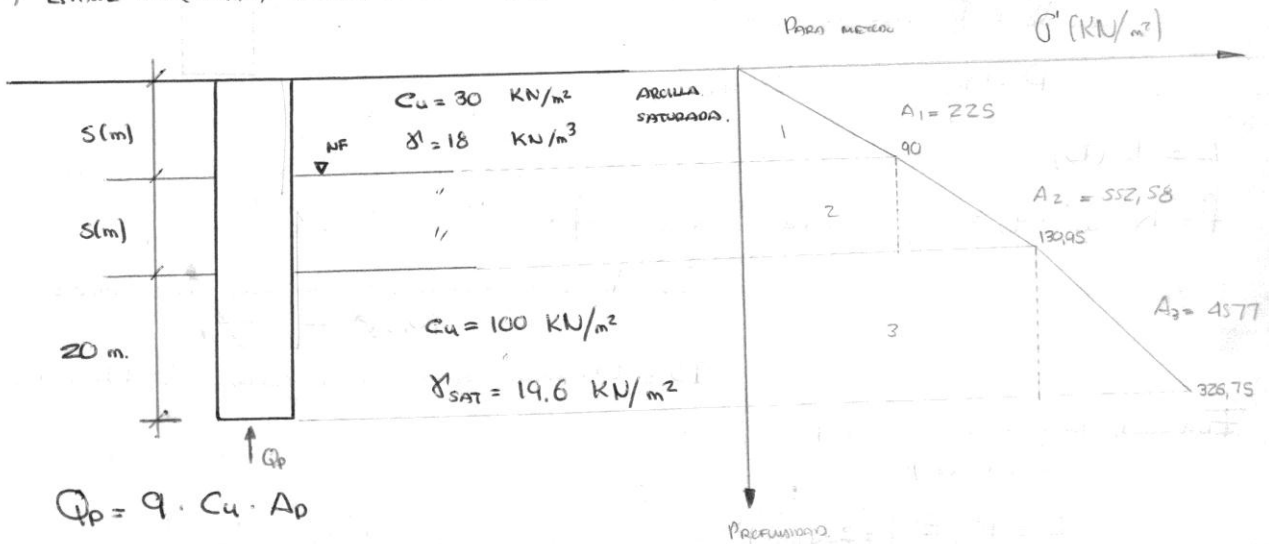 PARA METODO
σ' (KN/m²)
Cu = 30 KN/m²
ARCILLA SATURADA.
5(m)
NF
γ = 18 KN/m³
1
A1 = 225
90
5(m)
"
"
2
A2 = 552,58
130,95
20 m.
Cu = 100 KN/m²
γSAT = 19.6 KN/m²
3
A3 = 4577
326,75
Qp
Qp = 9 · Cu · Ap
PROFUNDIDAD.